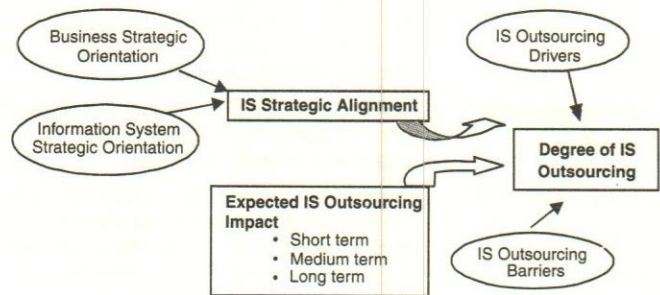 Business Strategic
Orientation
Information System
Strategic Orientation
IS Strategic Alignment
Expected IS Outsourcing
Impact
• Short term
• Medium term
• Long term
IS Outsourcing
Drivers
Degree of IS
Outsourcing
IS Outsourcing
Barriers